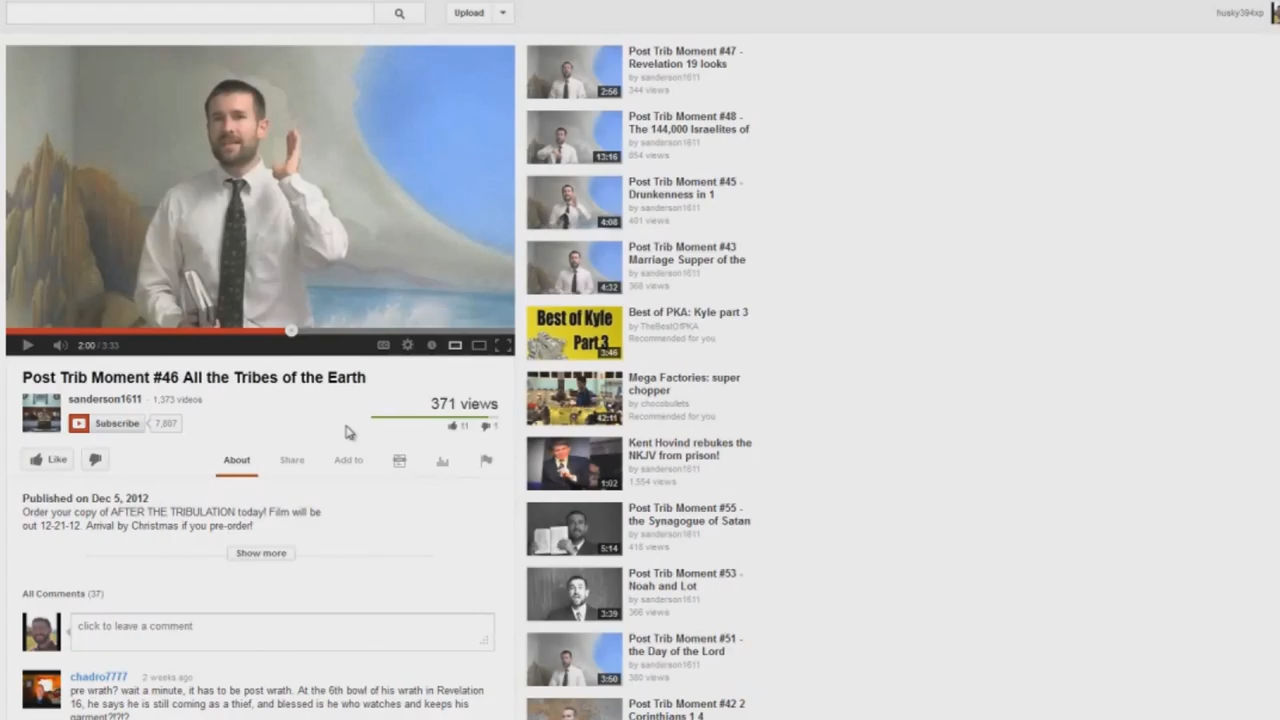 Upload
husky394xp
2:00 / 3:33
Post Trib Moment #46 All the Tribes of the Earth
sanderson1611 · 1,373 videos
Subscribe 7,807
371 views
11 1
Like
About Share Add to
Published on Dec 5, 2012
Order your copy of AFTER THE TRIBULATION today! Film will be
out 12-21-12. Arrival by Christmas if you pre-order!
Show more
All Comments (37)
click to leave a comment
chadro7777 2 weeks ago
pre wrath? wait a minute, it has to be post wrath. At the 6th bowl of his wrath in Revelation
16, he says he is still coming as a thief, and blessed is he who watches and keeps his
garment?!?!?
2:56
Post Trib Moment #47 -
Revelation 19 looks
by sanderson1611
344 views
13:16
Post Trib Moment #48 -
The 144,000 Israelites of
by sanderson1611
854 views
4:08
Post Trib Moment #45 -
Drunkenness in 1
by sanderson1611
401 views
4:32
Post Trib Moment #43
Marriage Supper of the
by sanderson1611
368 views
Best of Kyle
Part 3
3:46
Best of PKA: Kyle part 3
by TheBestOfPKA
Recommended for you
42:11
Mega Factories: super
chopper
by chocobullets
Recommended for you
1:02
Kent Hovind rebukes the
NKJV from prison!
by sanderson1611
1,554 views
5:14
Post Trib Moment #55 -
the Synagogue of Satan
by sanderson1611
418 views
3:39
Post Trib Moment #53 -
Noah and Lot
by sanderson1611
366 views
3:50
Post Trib Moment #51 -
the Day of the Lord
by sanderson1611
380 views
Post Trib Moment #42 2
Corinthians 1 4